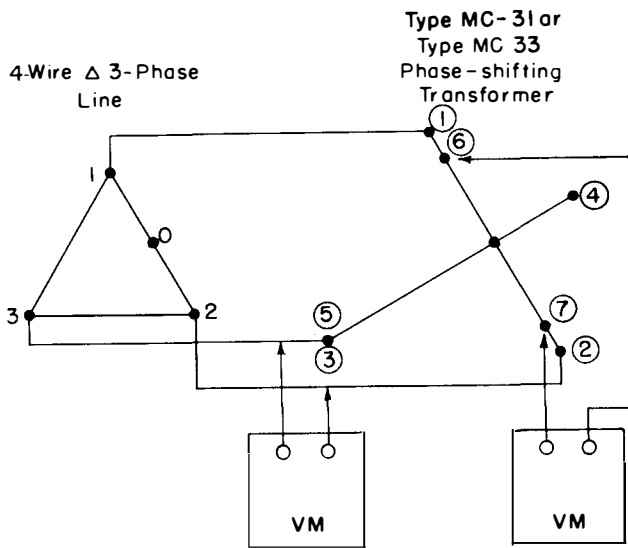 Type MC-31 ar
Type MC 33
Phase-shifting
Transformer
4-Wire Δ 3-Phase
Line
1
6
1
4
0
3
2
5
3
7
2
VM
VM